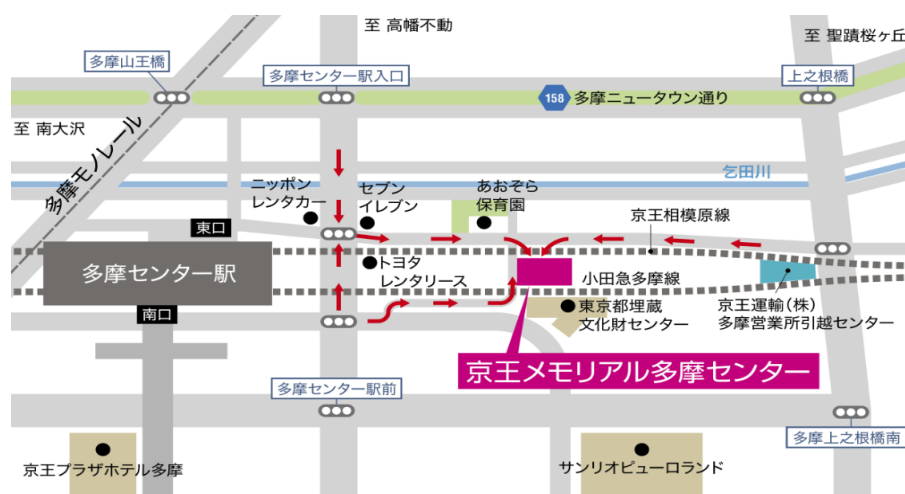 至 高幡不動
至 聖蹟桜ヶ丘
多摩山王橋
多摩センター駅入口
上之根橋
158 多摩ニュータウン通り
至 南大沢
多摩モノレール
乞田川
ニッポン
レンタカー
セブン
イレブン
あおぞら
保育園
京王相模原線
東口
多摩センター駅
トヨタ
レンタリース
小田急多摩線
南口
東京都埋蔵
文化財センター
京王運輸(株)
多摩営業所引越センター
京王メモリアル多摩センター
多摩センター駅前
多摩上之根橋南
京王プラザホテル多摩
サンリオピューロランド